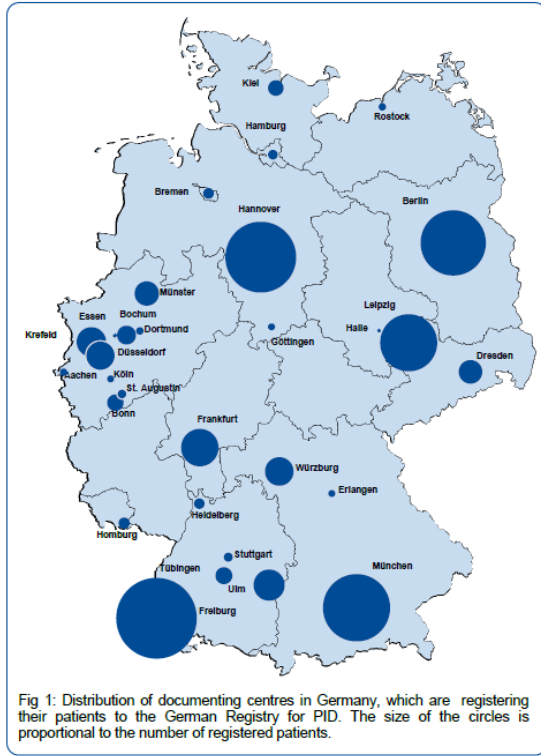 Kiel
Rostock
Hamburg
Bremen
Berlin
Hannover
Münster
Leipzig
Essen
Bochum
Krefeld
Dortmund
Halle
Göttingen
Düsseldorf
Dresden
Aachen
Köln
St. Augustin
Bonn
Frankfurt
Würzburg
Erlangen
Heidelberg
Homburg
Stuttgart
Tübingen
München
Ulm
Freiburg
Fig 1: Distribution of documenting centres in Germany, which are registering
their patients to the German Registry for PID. The size of the circles is
proportional to the number of registered patients.